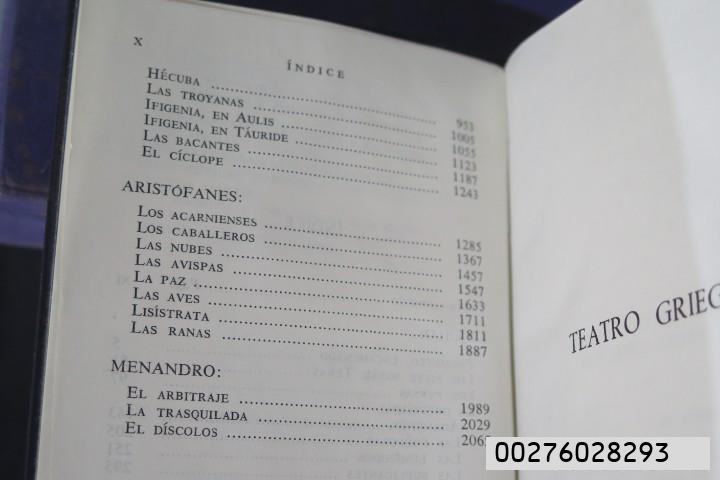 X
ÍNDICE
HÉCUBA ........ 953
LAS TROYANAS ........ 1005
IFIGENIA, EN AULIS ........ 1055
IFIGENIA, EN TÁURIDE ........ 1123
LAS BACANTES ........ 1187
EL CÍCLOPE ........ 1243
ARISTÓFANES:
LOS ACARNIENSES ........ 1285
LOS CABALLEROS ........ 1367
LAS NUBES ........ 1457
LAS AVISPAS ........ 1547
LA PAZ ........ 1633
LAS AVES ........ 1711
LISÍSTRATA ........ 1811
LAS RANAS ........ 1887
MENANDRO:
EL ARBITRAJE ........ 1989
LA TRASQUILADA ........ 2029
EL DÍSCOLOS ........
TEATRO GRIEG
00276028293